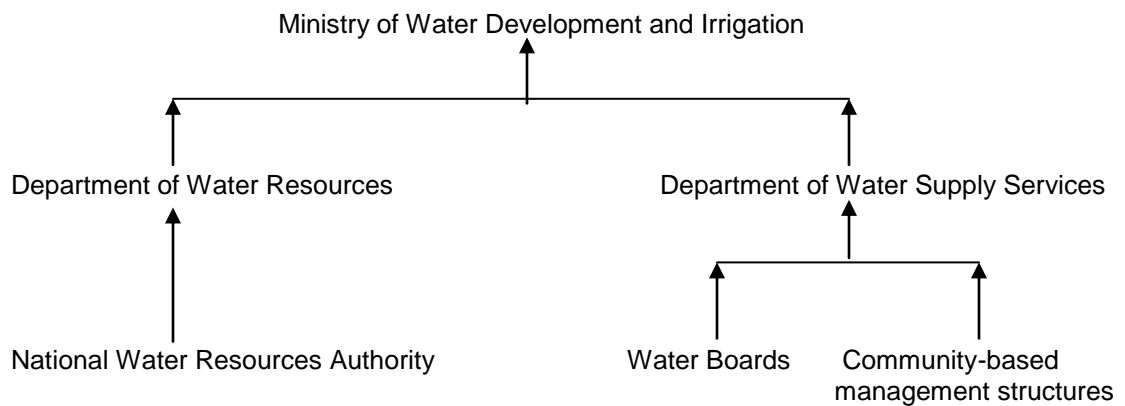 Ministry of Water Development and Irrigation
Department of Water Resources
Department of Water Supply Services
National Water Resources Authority
Water Boards
Community-based
management structures